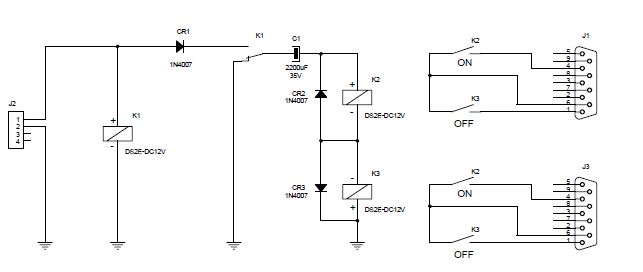 CR1
1N4007
K1
C1
2200uF
35V
J2
1
2
3
4
+
K1
-
DS2E-DC12V
CR2
1N4007
+
K2
-
DS2E-DC12V
CR3
1N4007
-
K3
+
DS2E-DC12V
K2
ON
K3
OFF
J1
5
9
4
8
3
7
2
6
1
K2
ON
K3
OFF
J3
5
9
4
8
3
7
2
6
1